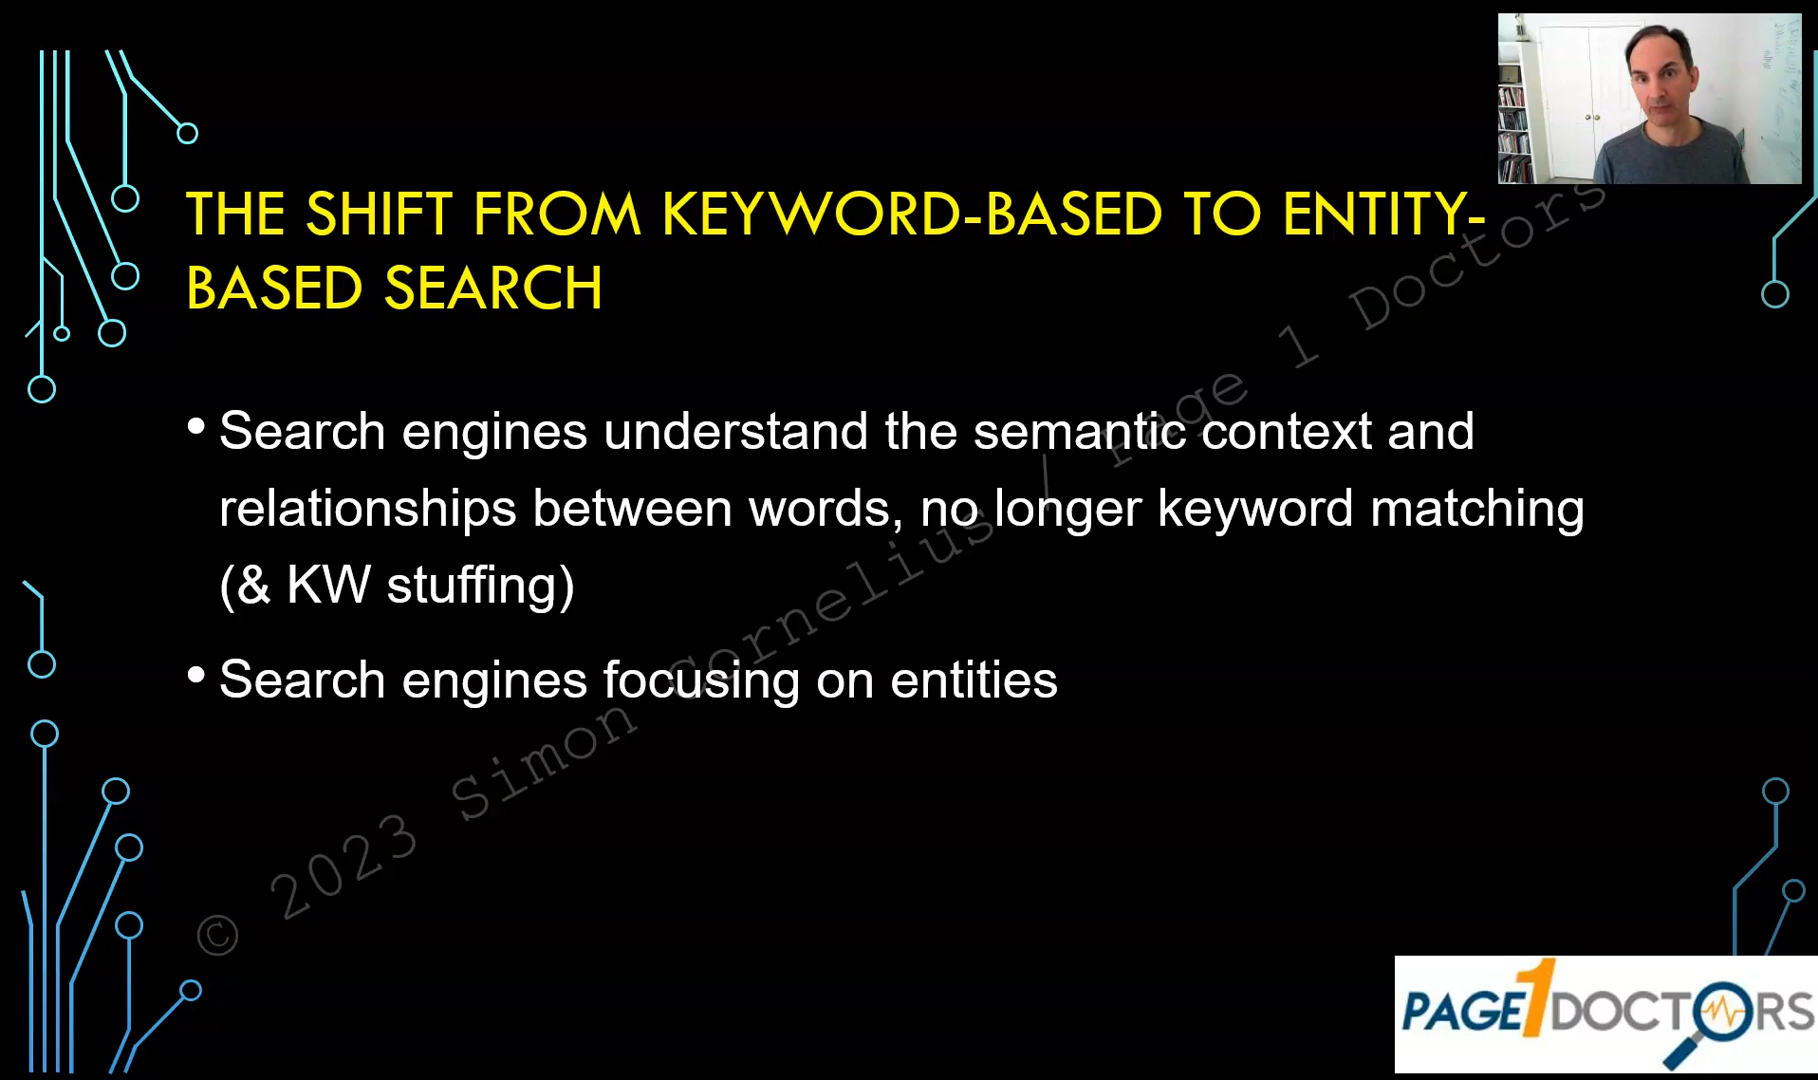 THE SHIFT FROM KEYWORD-BASED TO ENTITY-
BASED SEARCH
• Search engines understand the semantic context and
relationships between words, no longer keyword matching
(& KW stuffing)
• Search engines focusing on entities
© 2023 Simon Cornelius / Page 1 Doctors
PAGE1DOCTORS